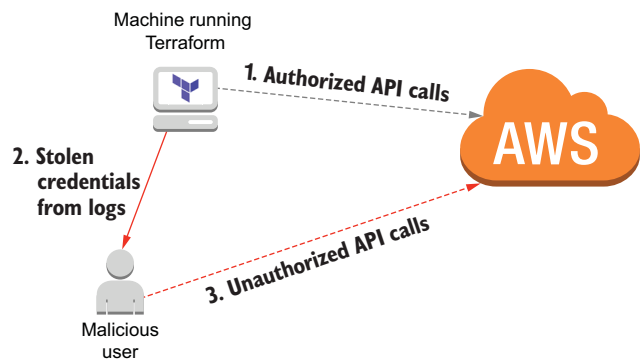 Machine running
Terraform
1. Authorized API calls
AWS
2. Stolen
credentials
from logs
3. Unauthorized API calls
Malicious
user